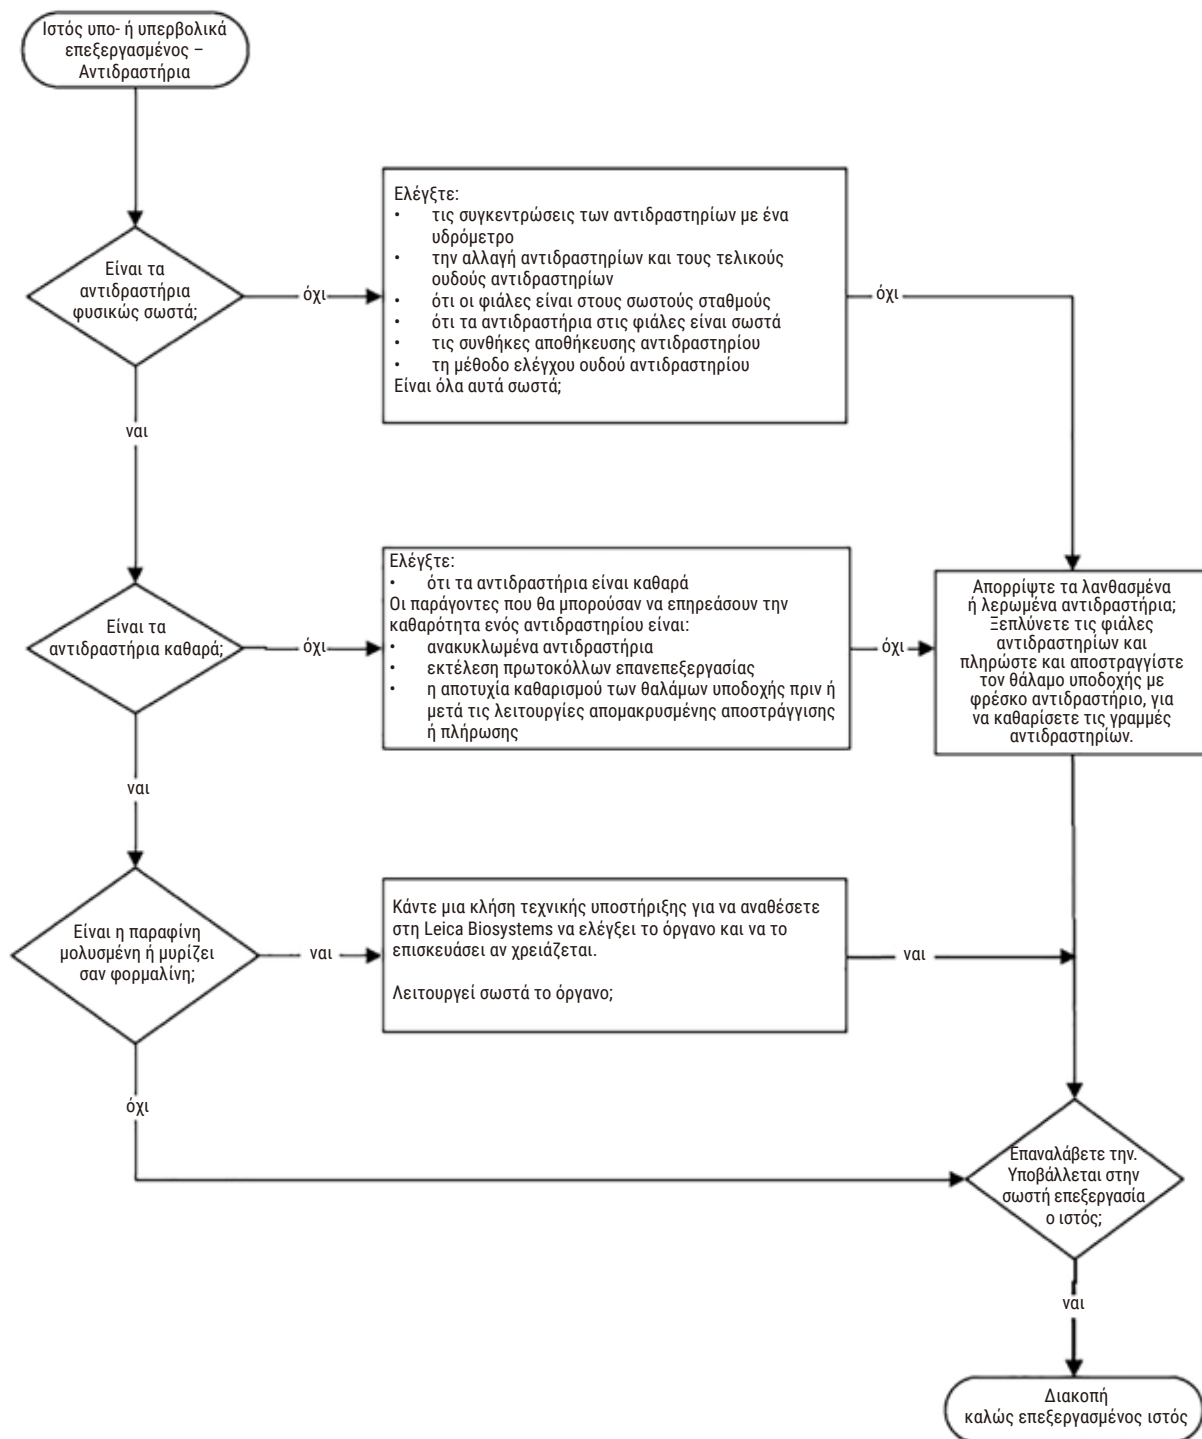 Ιστός υπο- ή υπερβολικά
επεξεργασμένος –
Αντιδραστήρια
Είναι τα
αντιδραστήρια
φυσικώς σωστά;
όχι
Ελέγξτε:
• τις συγκεντρώσεις των αντιδραστηρίων με ένα
υδρόμετρο
• την αλλαγή αντιδραστηρίων και τους τελικούς
ουδούς αντιδραστηρίων
• ότι οι φιάλες είναι στους σωστούς σταθμούς
• ότι τα αντιδραστήρια στις φιάλες είναι σωστά
• τις συνθήκες αποθήκευσης αντιδραστηρίου
• τη μέθοδο ελέγχου ουδού αντιδραστηρίου
Είναι όλα αυτά σωστά;
όχι
ναι
Είναι τα
αντιδραστήρια καθαρά;
όχι
Ελέγξτε:
• ότι τα αντιδραστήρια είναι καθαρά
Οι παράγοντες που θα μπορούσαν να επηρεάσουν την
καθαρότητα ενός αντιδραστηρίου είναι:
• ανακυκλωμένα αντιδραστήρια
• εκτέλεση πρωτοκόλλων επανεπεξεργασίας
• η αποτυχία καθαρισμού των θαλάμων υποδοχής πριν ή
μετά τις λειτουργίες απομακρυσμένης αποστράγγισης
ή πλήρωσης
όχι
Απορρίψτε τα λανθασμένα
ή λερωμένα αντιδραστήρια;
Ξεπλύνετε τις φιάλες
αντιδραστηρίων και
πληρώστε και αποστραγγίστε
τον θάλαμο υποδοχής με
φρέσκο αντιδραστήριο, για
να καθαρίσετε τις γραμμές
αντιδραστηρίων.
ναι
Είναι η παραφίνη
μολυσμένη ή μυρίζει
σαν φορμαλίνη;
ναι
Κάντε μια κλήση τεχνικής υποστήριξης για να αναθέσετε
στη Leica Biosystems να ελέγξει το όργανο και να το
επισκευάσει αν χρειάζεται.
Λειτουργεί σωστά το όργανο;
ναι
όχι
Επαναλάβετε την.
Υποβάλλεται στην
σωστή επεξεργασία
ο ιστός;
ναι
Διακοπή
καλώς επεξεργασμένος ιστός